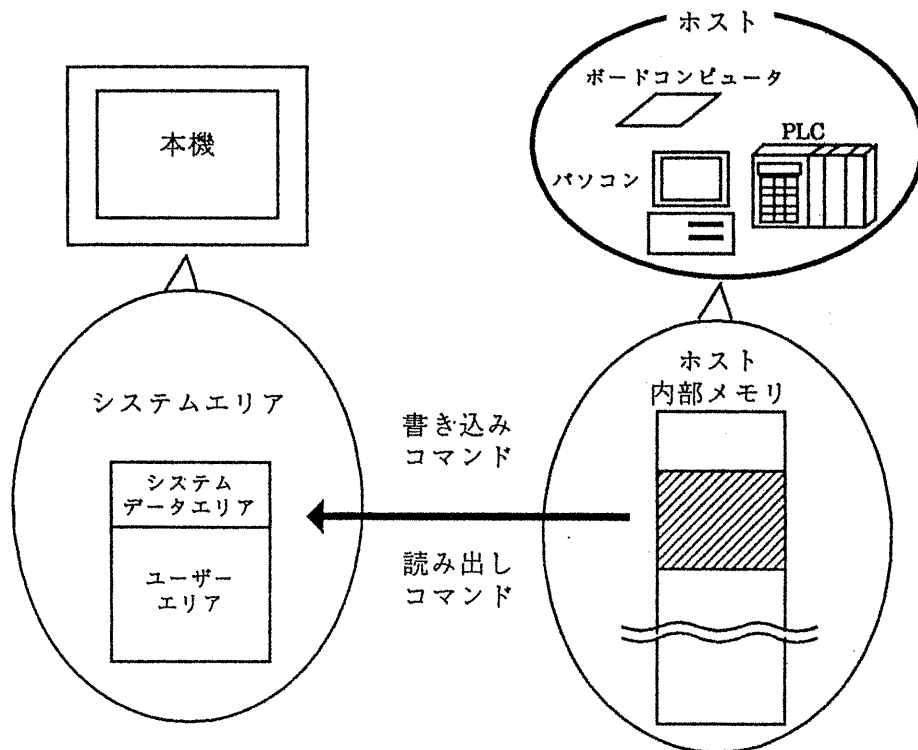 ホスト
ボードコンピュータ
PLC
パソコン
本機
システムエリア
システム
データエリア
ユーザー
エリア
書き込み
コマンド
読み出し
コマンド
ホスト
内部メモリ